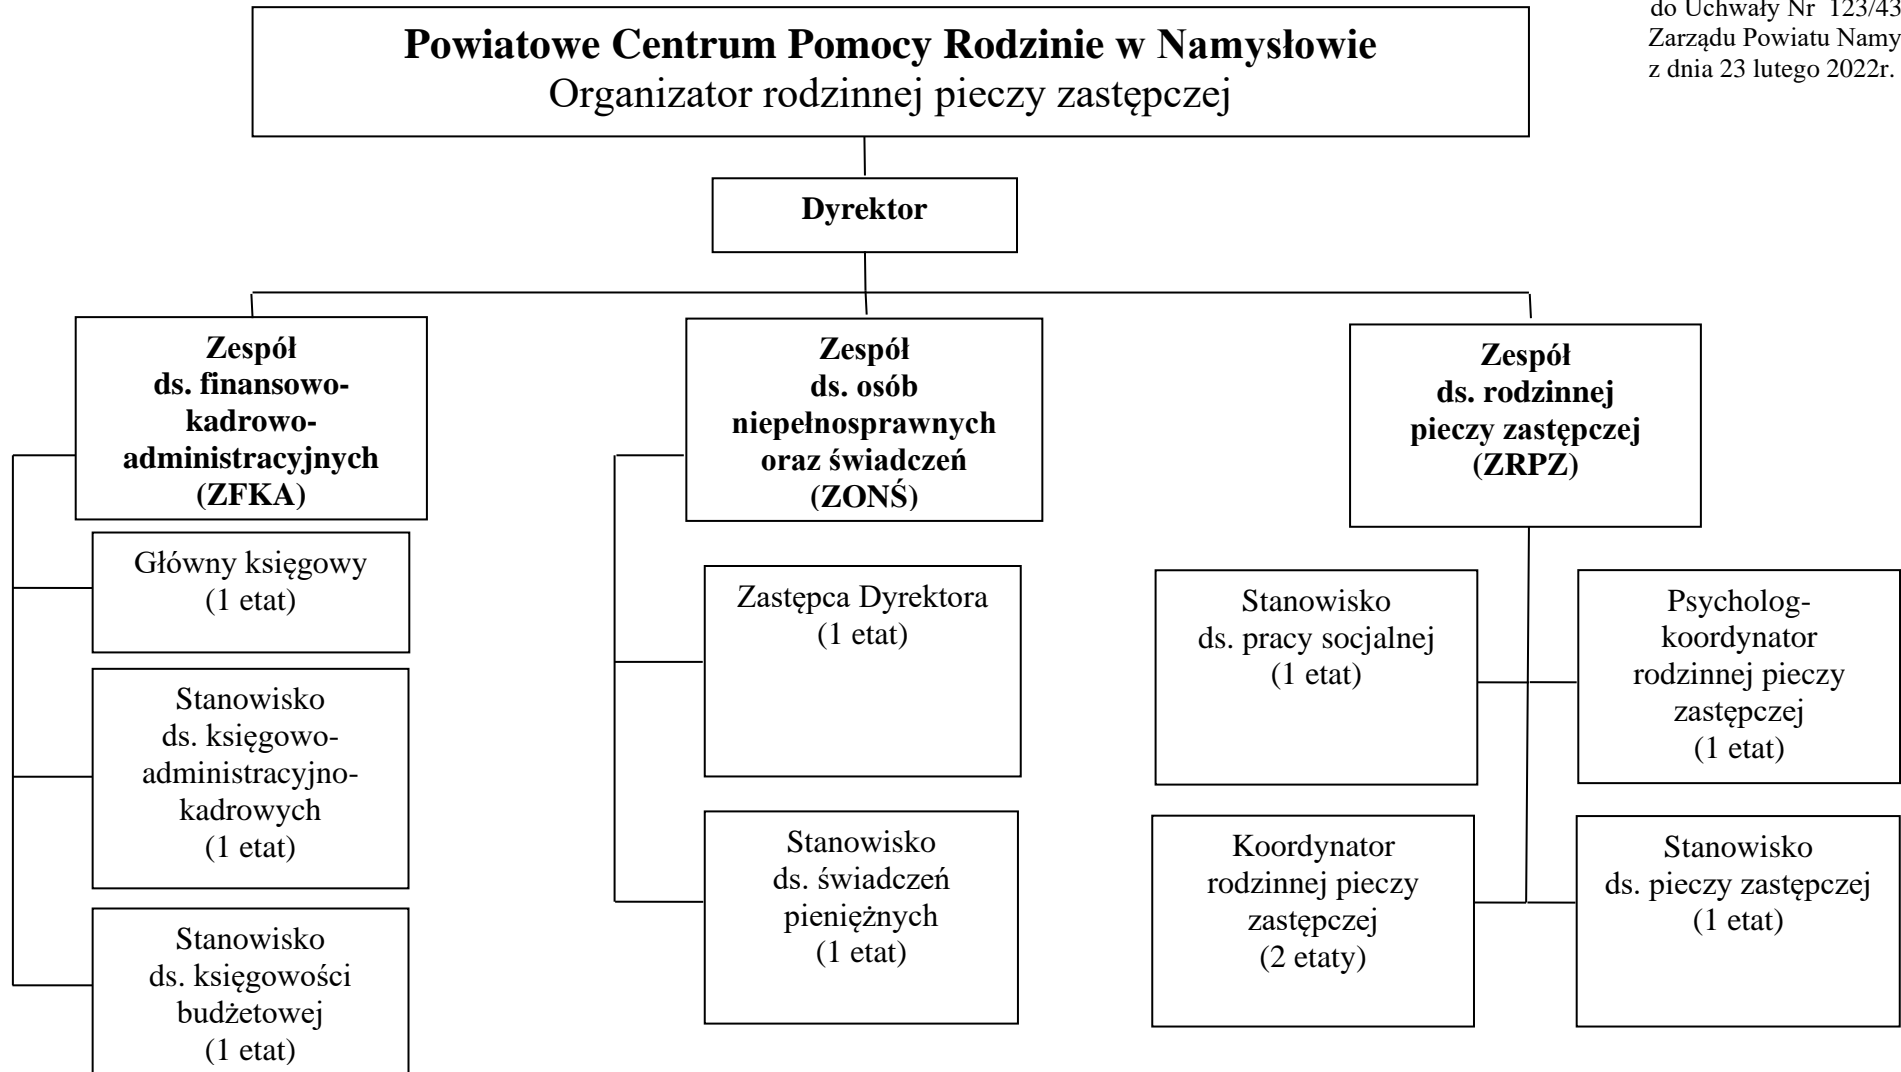 do Uchwały Nr 123/43
Zarządu Powiatu Namy
z dnia 23 lutego 2022r.
Powiatowe Centrum Pomocy Rodzinie w Namysłowie
Organizator rodzinnej pieczy zastępczej
Dyrektor
Zespół
ds. finansowo-
kadrowo-
administracyjnych
(ZFKA)
Główny księgowy
(1 etat)
Stanowisko
ds. księgowo-
administracyjno-
kadrowych
(1 etat)
Stanowisko
ds. księgowości
budżetowej
(1 etat)
Zespół
ds. osób
niepełnosprawnych
oraz świadczeń
(ZONŚ)
Zastępca Dyrektora
(1 etat)
Stanowisko
ds. świadczeń
pieniężnych
(1 etat)
Zespół
ds. rodzinnej
pieczy zastępczej
(ZRPZ)
Stanowisko
ds. pracy socjalnej
(1 etat)
Psycholog-
koordynator
rodzinnej pieczy
zastępczej
(1 etat)
Koordynator
rodzinnej pieczy
zastępczej
(2 etaty)
Stanowisko
ds. pieczy zastępczej
(1 etat)